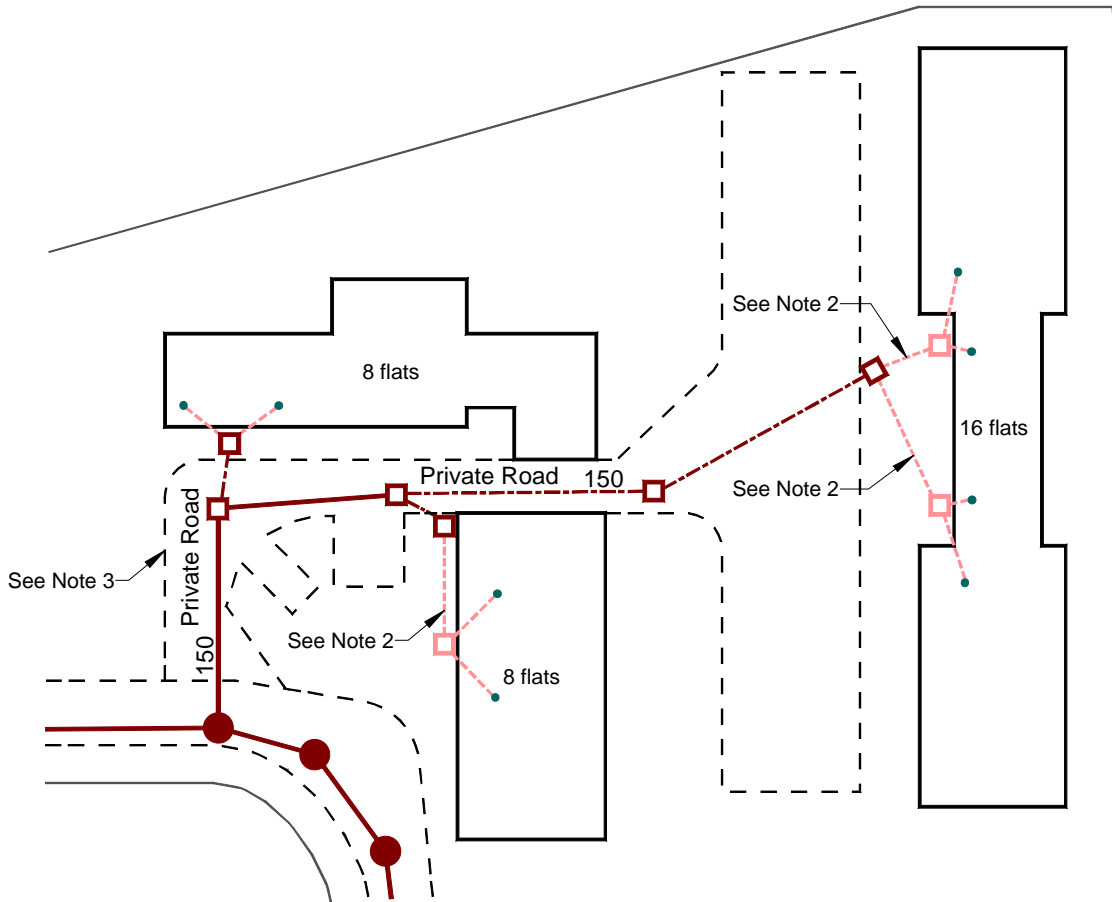 See Note 2
8 flats
16 flats
Private Road
150
See Note 2
Private Road
See Note 3
See Note 2
150
8 flats